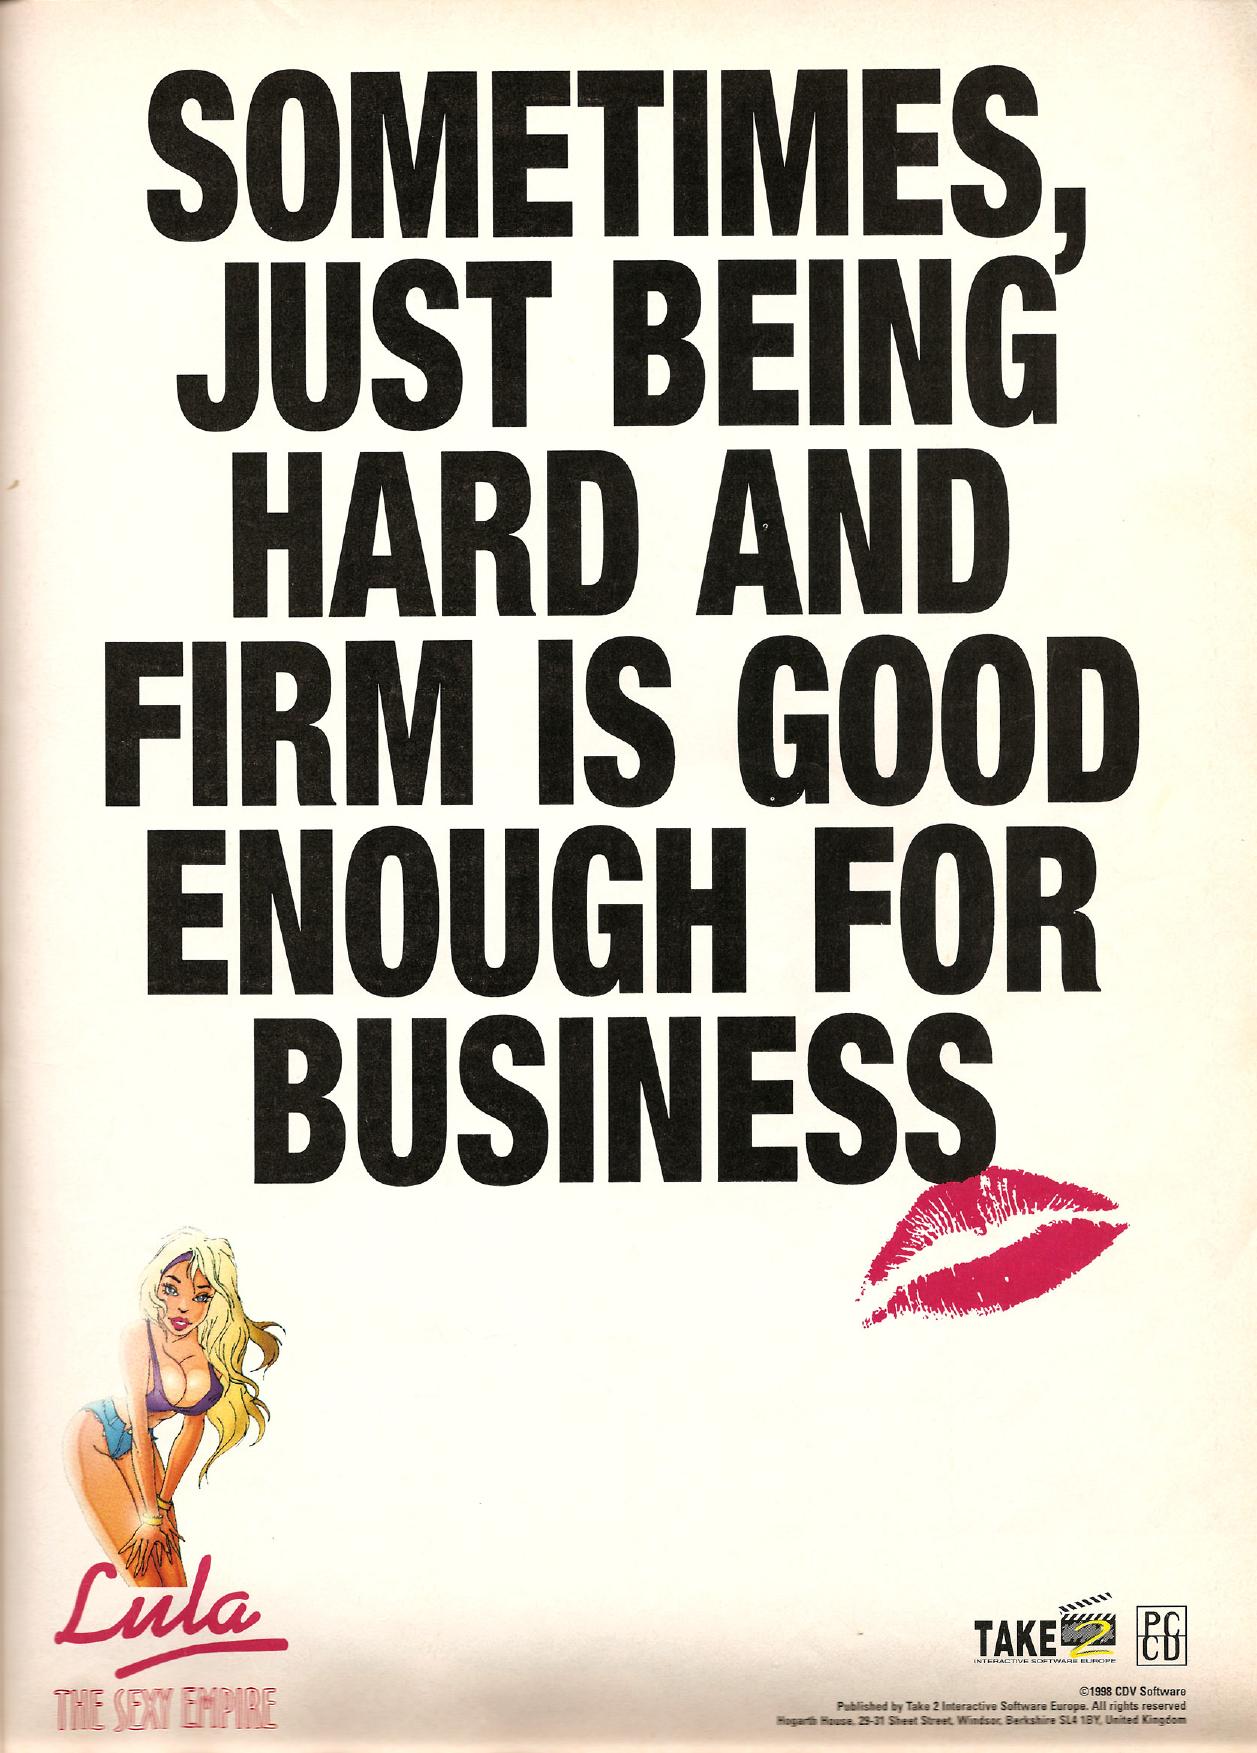 SOMETIMES,
JUST BEING
HARD AND
FIRM IS GOOD
ENOUGH FOR
BUSINESS
Lula
THE SEXY EMPIRE
TAKE 2
INTERACTIVE SOFTWARE EUROPE
PC
CD
©1998 CDV Software
Published by Take 2 Interactive Software Europe. All rights reserved
Hogarth House, 29-31 Sheet Street, Windsor, Berkshire SL4 1BY, United Kingdom